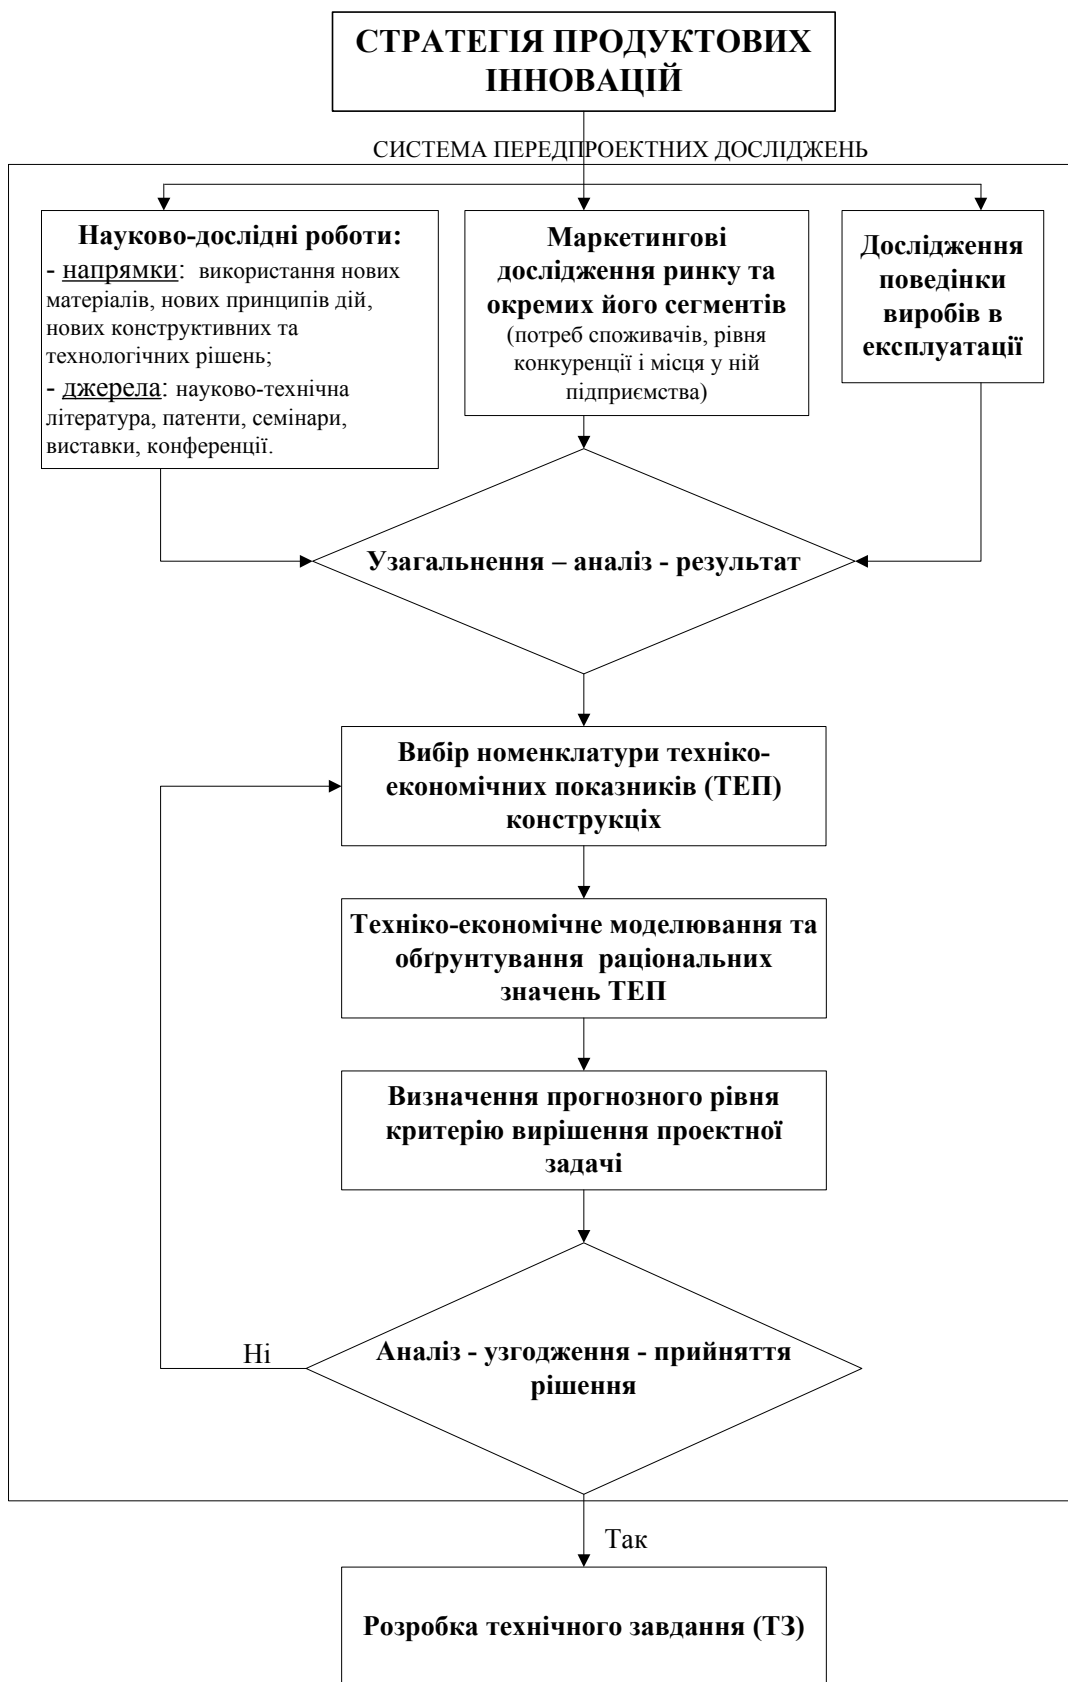 СТРАТЕГІЯ ПРОДУКТОВИХ
ІННОВАЦІЙ
СИСТЕМА ПЕРЕДПРОЕКТНИХ ДОСЛІДЖЕНЬ
Науково-дослідні роботи:
- напрямки: використання нових
матеріалів, нових принципів дій,
нових конструктивних та
технологічних рішень;
- джерела: науково-технічна
література, патенти, семінари,
виставки, конференції.
Маркетингові
дослідження ринку та
окремих його сегментів
(потреб споживачів, рівня
конкуренції і місця у ній
підприємства)
Дослідження
поведінки
виробів в
експлуатації
Узагальнення – аналіз - результат
Вибір номенклатури техніко-
економічних показників (ТЕП)
конструкціх
Техніко-економічне моделювання та
обґрунтування раціональних
значень ТЕП
Визначення прогнозного рівня
критерію вирішення проектної
задачі
Ні
Аналіз - узгодження - прийняття
рішення
Так
Розробка технічного завдання (ТЗ)